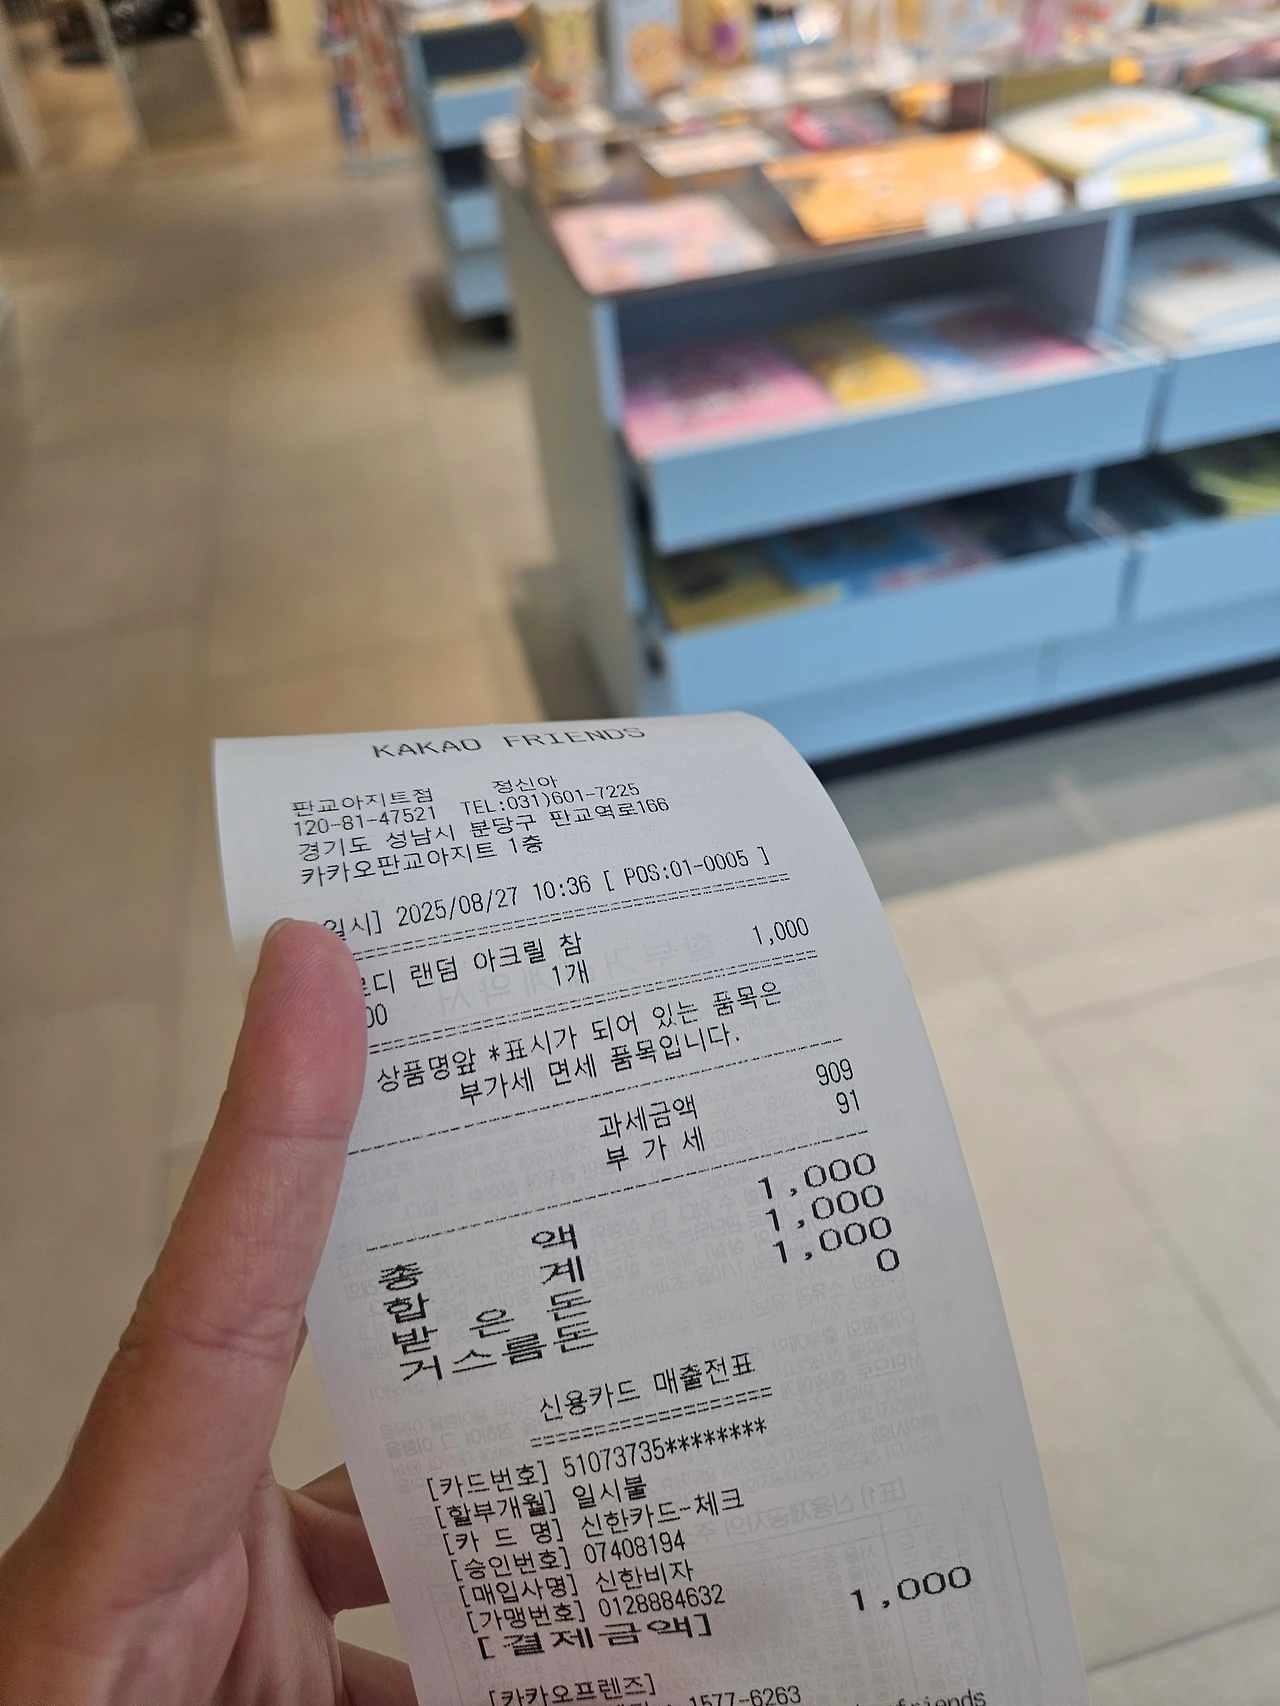 KAKAO FRIENDS
판교아지트점 정신아
120-81-47521 TEL:031)601-7225
경기도 성남시 분당구 판교역로166
카카오판교아지트 1층
일시] 2025/08/27 10:36 [ POS:01-0005 ]
디 랜덤 아크릴 참 1,000
00 1개
상품명앞 *표시가 되어 있는 품목은
부가세 면세 품목입니다.
과세금액 909
부 가 세 91
총 액 1,000
합 계 1,000
받 은 돈 1,000
거스름돈 0
신용카드 매출전표
[카드번호] 51073735********
[할부개월] 일시불
[카 드 명] 신한카드-체크
[승인번호] 07408194
[매입사명] 신한비자
[가맹번호] 0128884632
[결제금액] 1,000
[카카오프렌즈]
: 1577-6263
friends